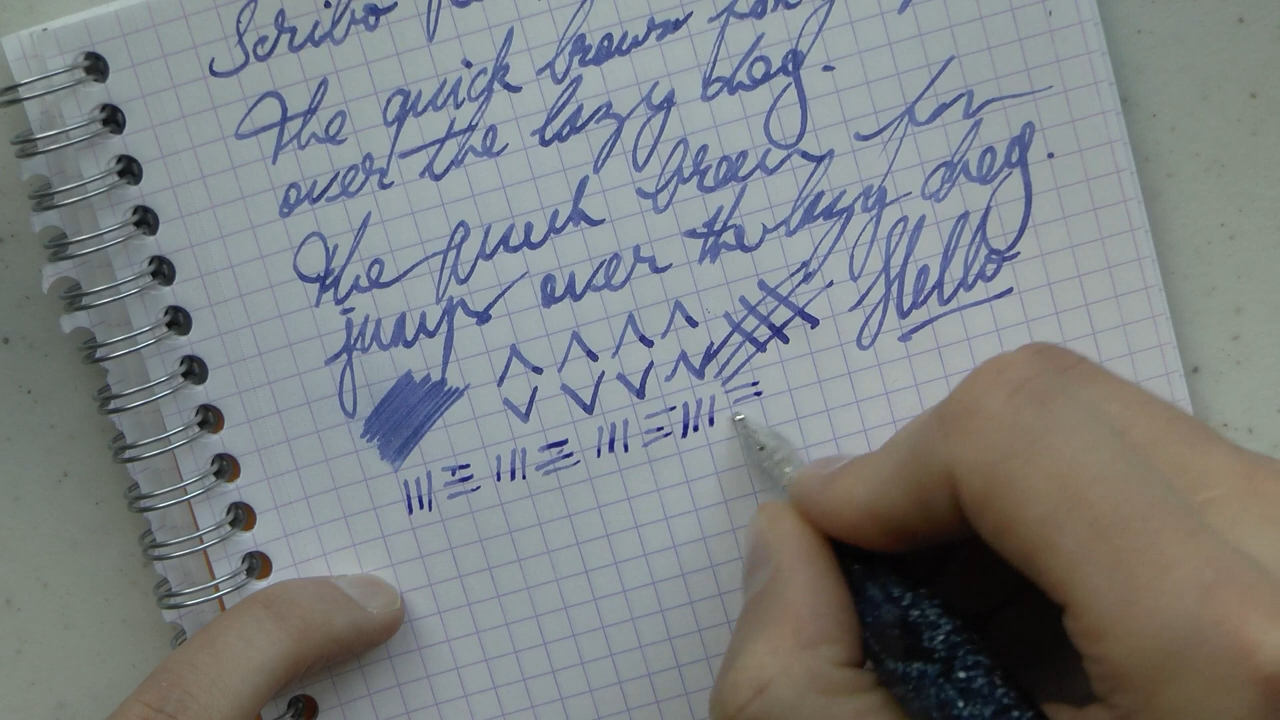 Scribo
The quick brown fox
over the lazy dog.
The quick brown fox
jumps over the lazy dog.
Hello